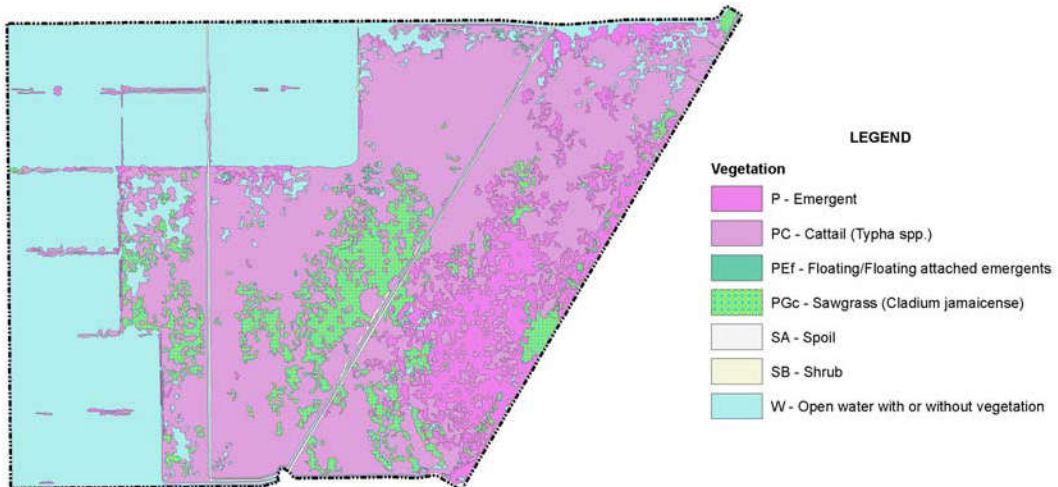 LEGEND
Vegetation
P - Emergent
PC - Cattail (Typha spp.)
PEf - Floating/Floating attached emergents
PGc - Sawgrass (Cladium jamaicense)
SA - Spoil
SB - Shrub
W - Open water with or without vegetation